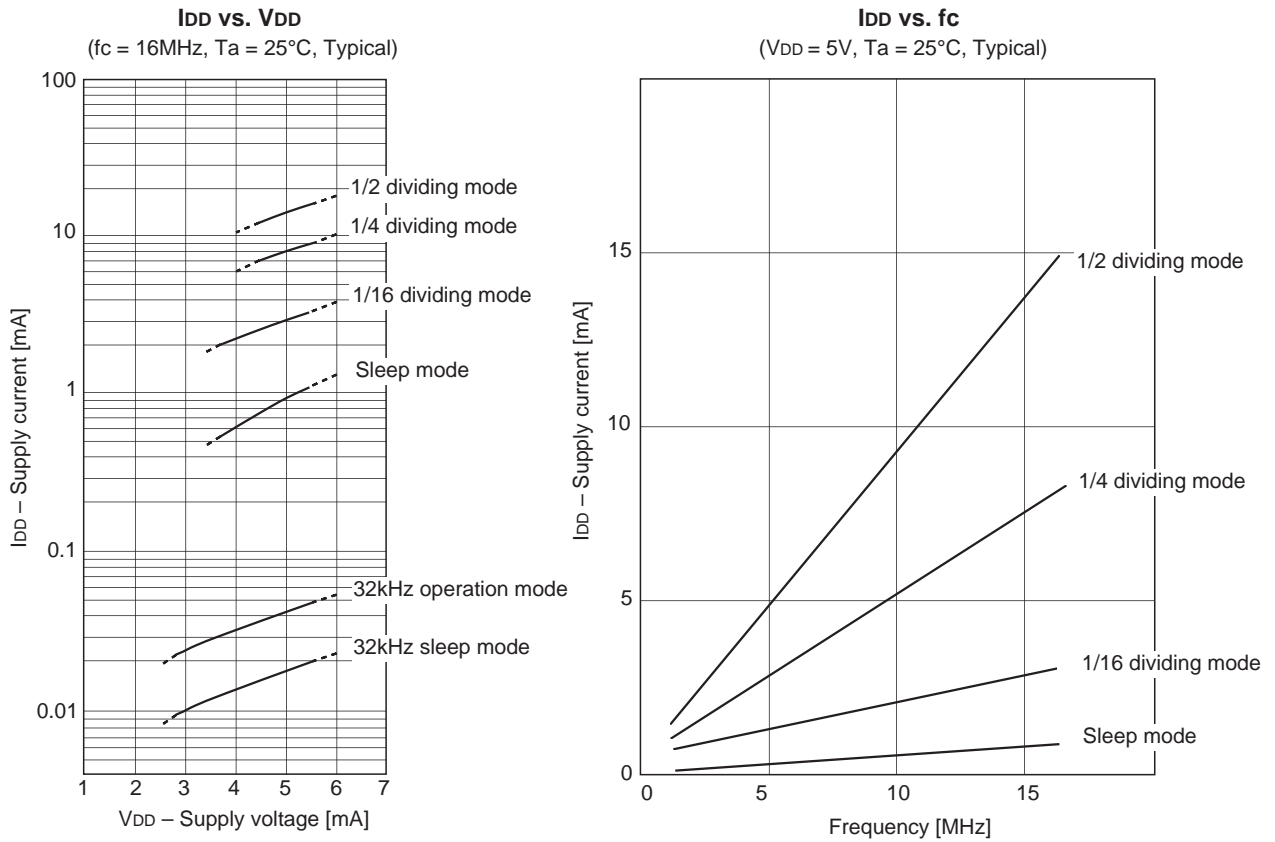 IDD vs. VDD
(fc = 16MHz, Ta = 25°C, Typical)
100
10
1
0.1
0.01
IDD – Supply current [mA]
1/2 dividing mode
1/4 dividing mode
1/16 dividing mode
Sleep mode
32kHz operation mode
32kHz sleep mode
1 2 3 4 5 6 7
VDD – Supply voltage [mA]
IDD vs. fc
(VDD = 5V, Ta = 25°C, Typical)
15
10
5
0
IDD – Supply current [mA]
1/2 dividing mode
1/4 dividing mode
1/16 dividing mode
Sleep mode
0 5 10 15
Frequency [MHz]